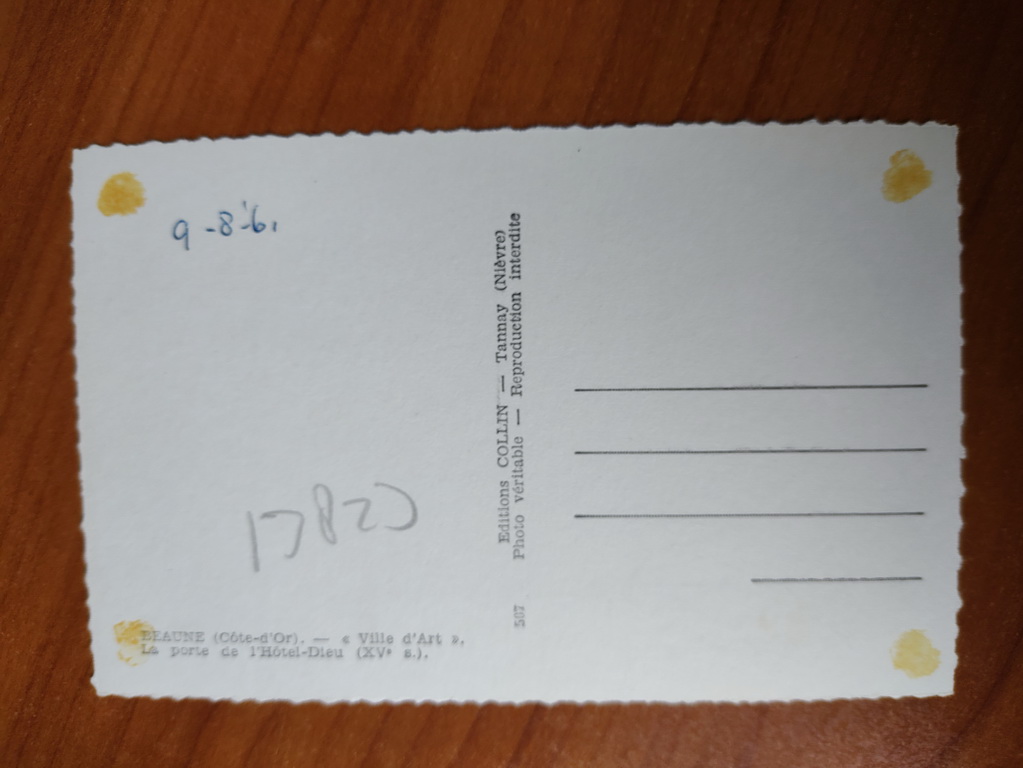 9-8-'61
BEAUNE (Côte-d'Or). — « Ville d'Art ».
La porte de l'Hôtel-Dieu (XVe s.).
587
Editions COLLIN — Tannay (Nièvre)
Photo véritable — Reproduction interdite